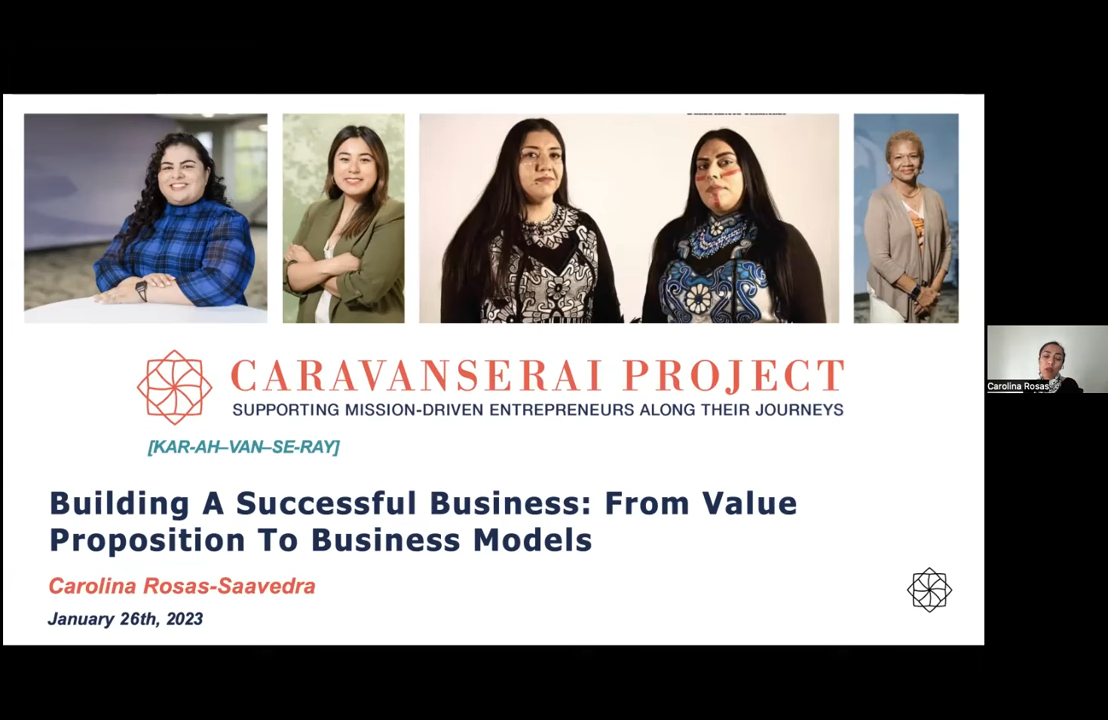 CARAVANSERAI PROJECT
SUPPORTING MISSION-DRIVEN ENTREPRENEURS ALONG THEIR JOURNEYS
[KAR-AH–VAN–SE-RAY]
Building A Successful Business: From Value
Proposition To Business Models
Carolina Rosas-Saavedra
January 26th, 2023
Carolina Rosas